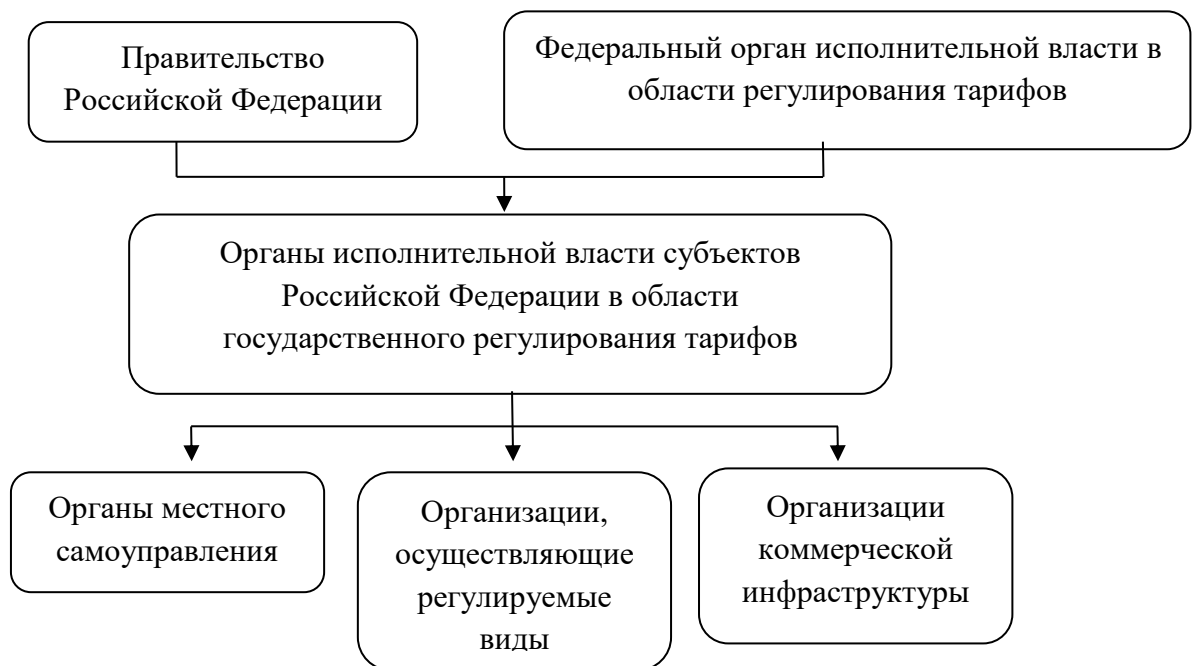 Правительство
Российской Федерации
Федеральный орган исполнительной власти в
области регулирования тарифов
Органы исполнительной власти субъектов
Российской Федерации в области
государственного регулирования тарифов
Органы местного
самоуправления
Организации,
осуществляющие
регулируемые
виды
Организации
коммерческой
инфраструктуры